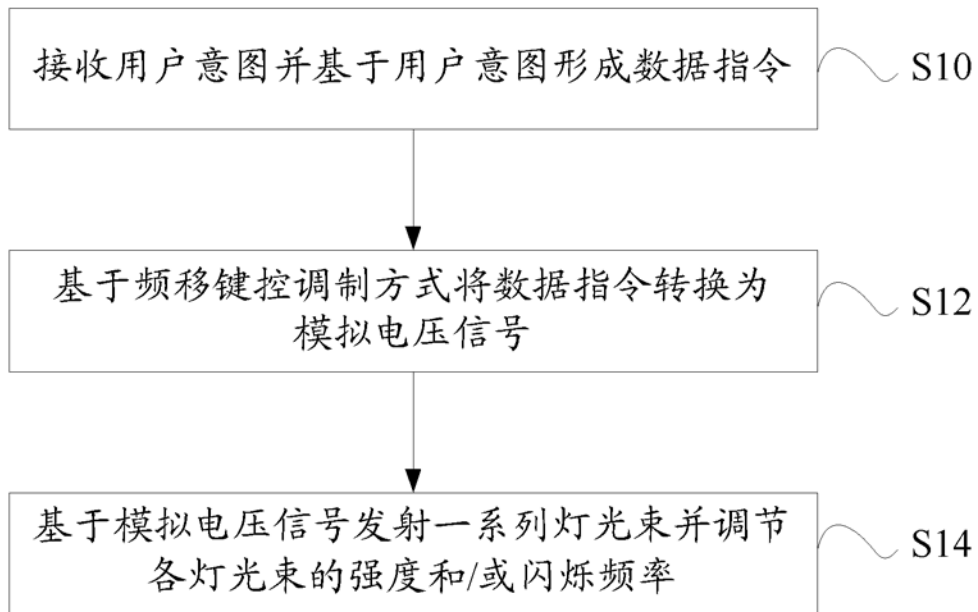 接收用户意图并基于用户意图形成数据指令
S10
基于频移键控调制方式将数据指令转换为
模拟电压信号
S12
基于模拟电压信号发射一系列灯光束并调节
各灯光束的强度和/或闪烁频率
S14